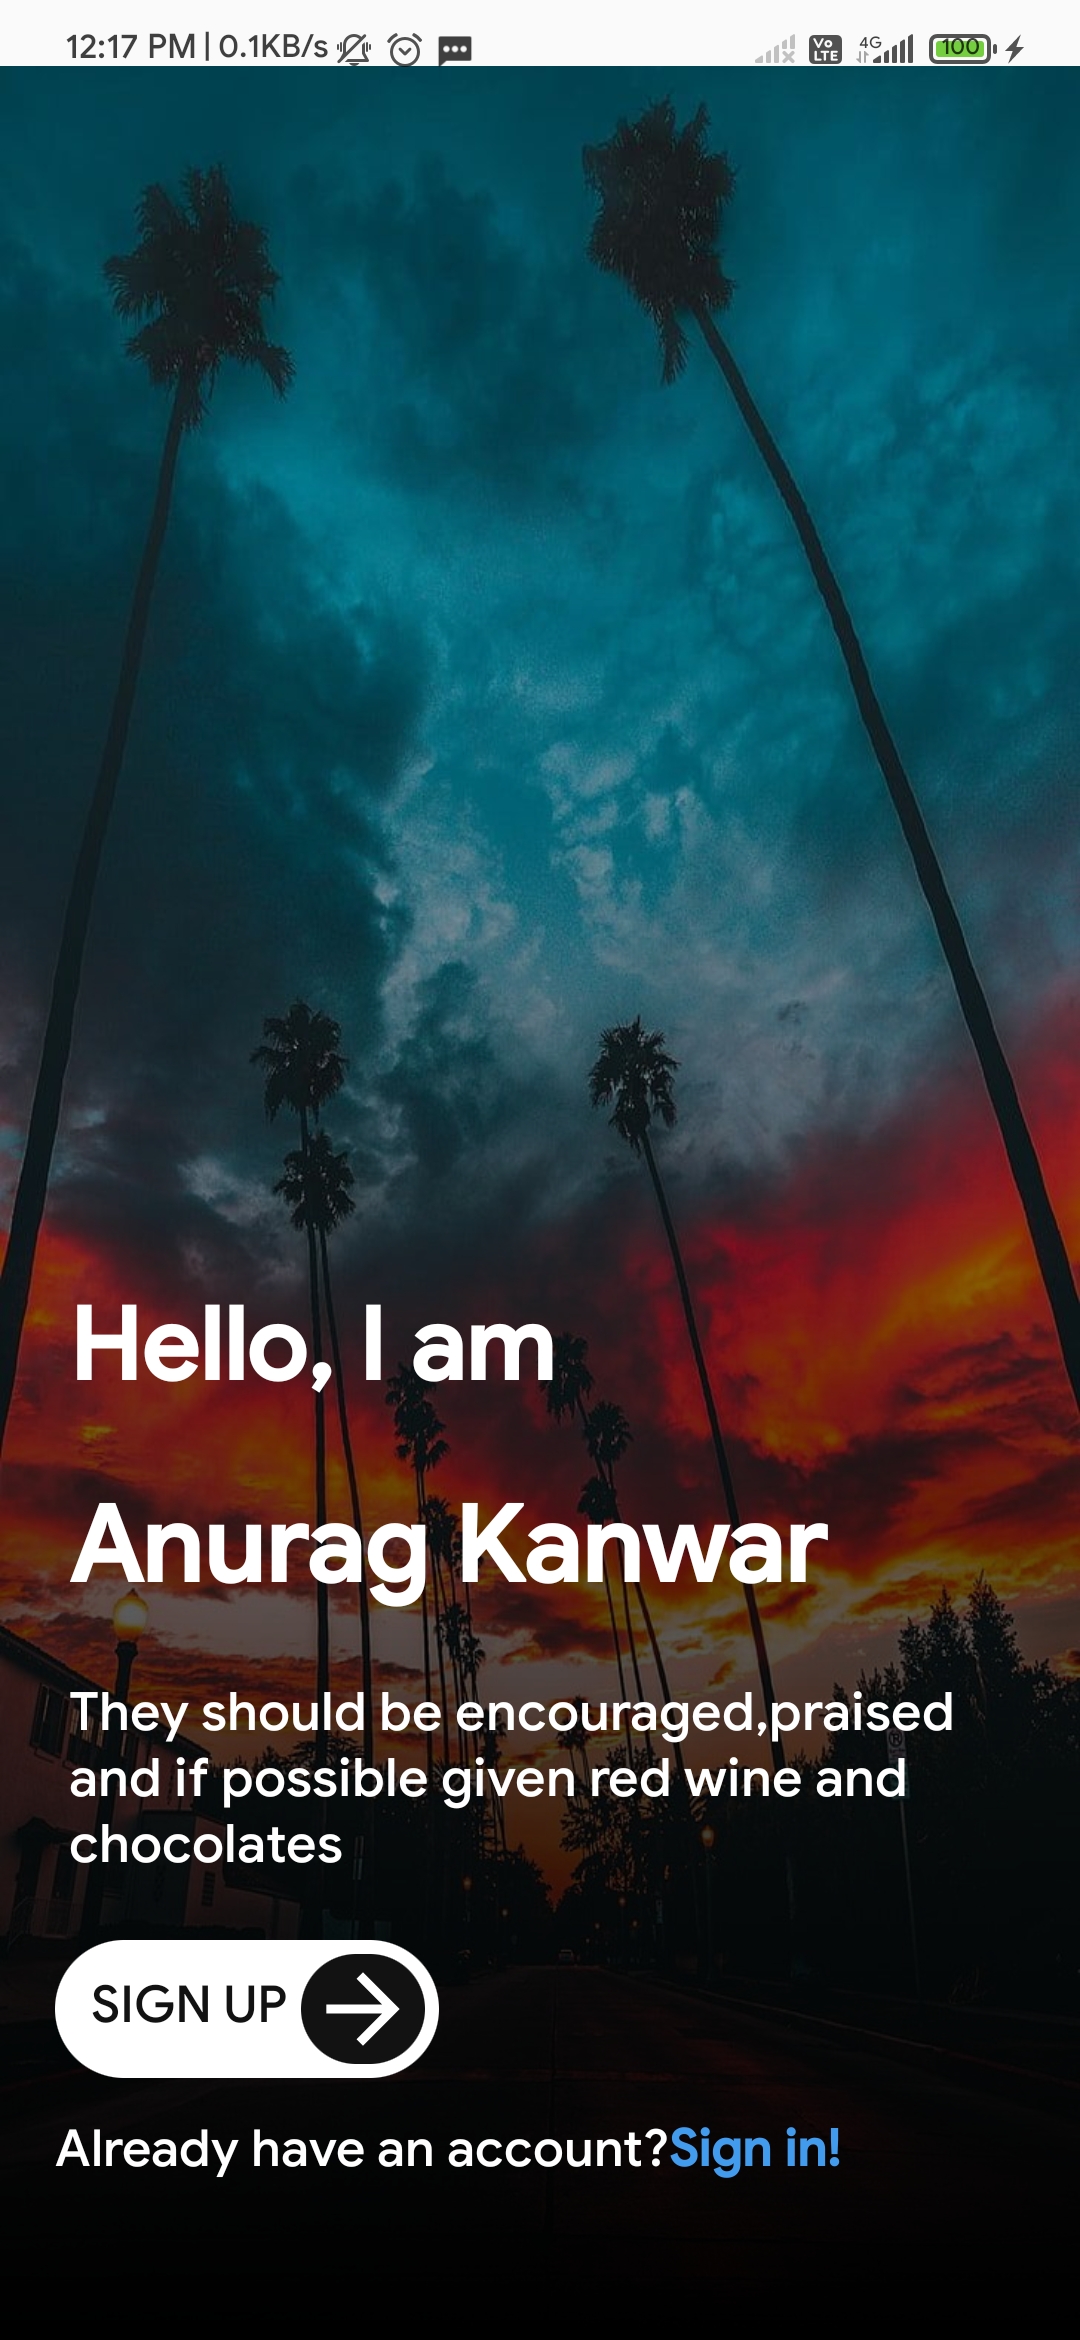 12:17 PM | 0.1KB/s
Vo LTE
4G
100
Hello, I am
Anurag Kanwar
They should be encouraged,praised
and if possible given red wine and
chocolates
SIGN UP
Already have an account?Sign in!